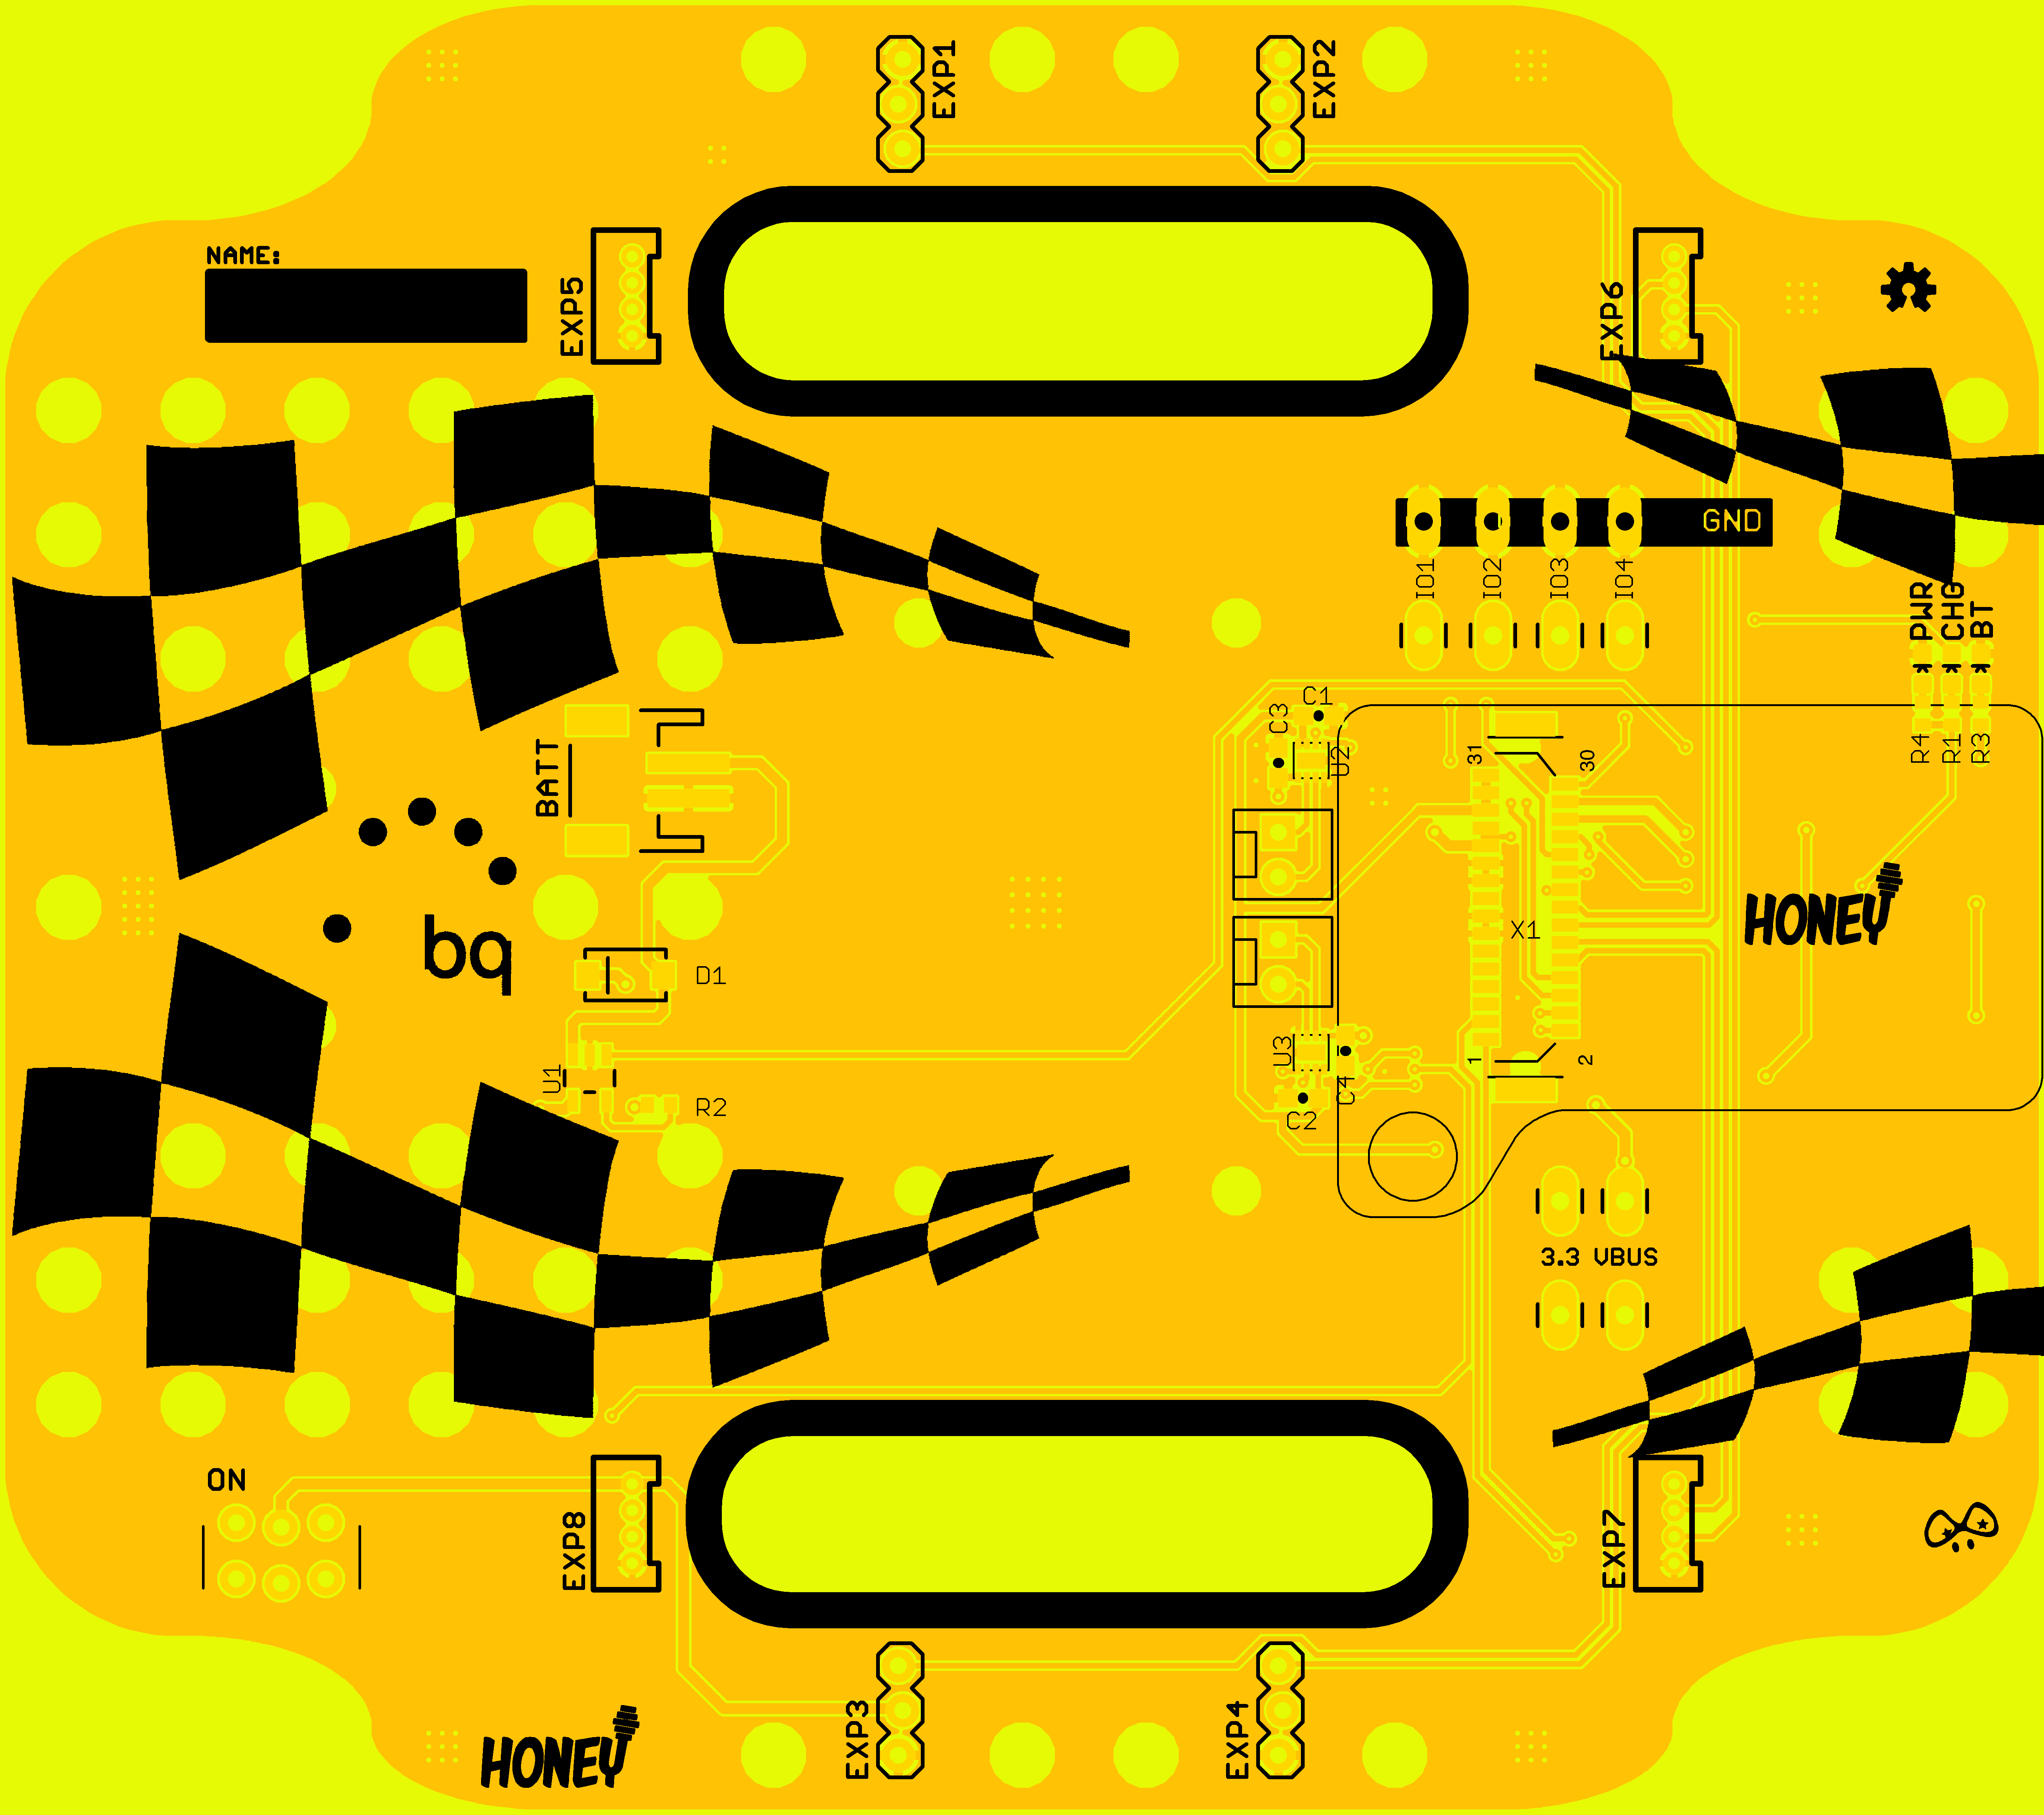 EXP1
EXP2
NAME:
EXP5
EXP6
GND
IO1
IO2
IO3
IO4
PWR
CHG
BT
C1
C3
U2
31
30
R4
R1
R3
BATT
HONEY
X1
bq
D1
U3
U1
1
2
C4
R2
C2
3.3 VBUS
ON
EXP8
EXP7
EXP3
EXP4
HONEY